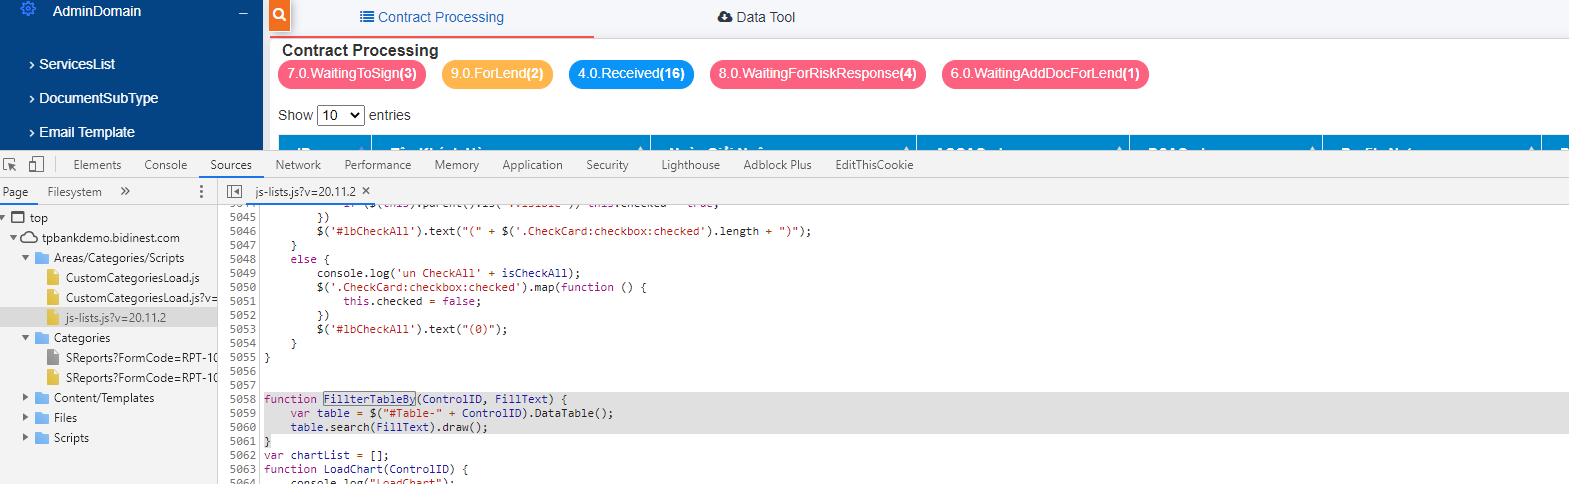 AdminDomain
–
ServicesList
DocumentSubType
Email Template
Contract Processing
Data Tool
Contract Processing
7.0.WaitingToSign(3)
9.0.ForLend(2)
4.0.Received(16)
8.0.WaitingForRiskResponse(4)
6.0.WaitingAddDocForLend(1)
Show 10 entries
Elements Console Sources Network Performance Memory Application Security Lighthouse Adblock Plus EditThisCookie
Page Filesystem »
js-lists.js?v=20.11.2 ×
top
tpbankdemo.bidinest.com
Areas/Categories/Scripts
CustomCategoriesLoad.js
CustomCategoriesLoad.js?v=
js-lists.js?v=20.11.2
Categories
SReports?FormCode=RPT-10
SReports?FormCode=RPT-10
Content/Templates
Files
Scripts
5045 })
5046 $('#lbCheckAll').text("(" + $('.CheckCard:checkbox:checked').length + ")");
5047 }
5048 else {
5049 console.log('un CheckAll' + isCheckAll);
5050 $('.CheckCard:checkbox:checked').map(function () {
5051 this.checked = false;
5052 })
5053 $('#lbCheckAll').text("(0)");
5054 }
5055 }
5056
5057
5058 function FillterTableBy(ControlID, FillText) {
5059 var table = $("#Table-" + ControlID).DataTable();
5060 table.search(FillText).draw();
5061 }
5062 var chartList = [];
5063 function LoadChart(ControlID) {
5064 console.log("LoadChart");